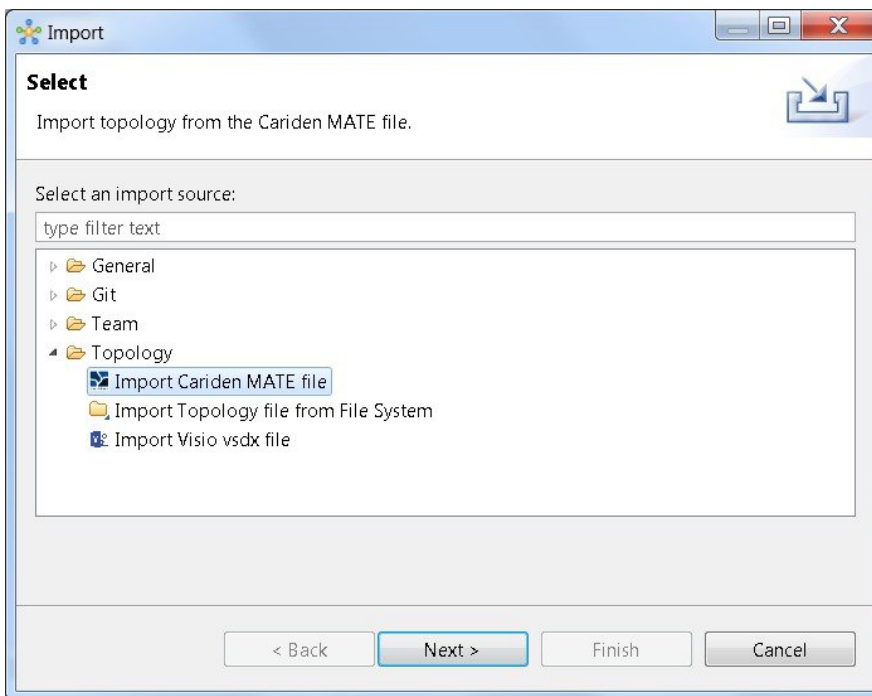 Import
Select
Import topology from the Cariden MATE file.
Select an import source:
type filter text
General
Git
Team
Topology
Import Cariden MATE file
Import Topology file from File System
Import Visio vsdx file
< Back Next > Finish Cancel